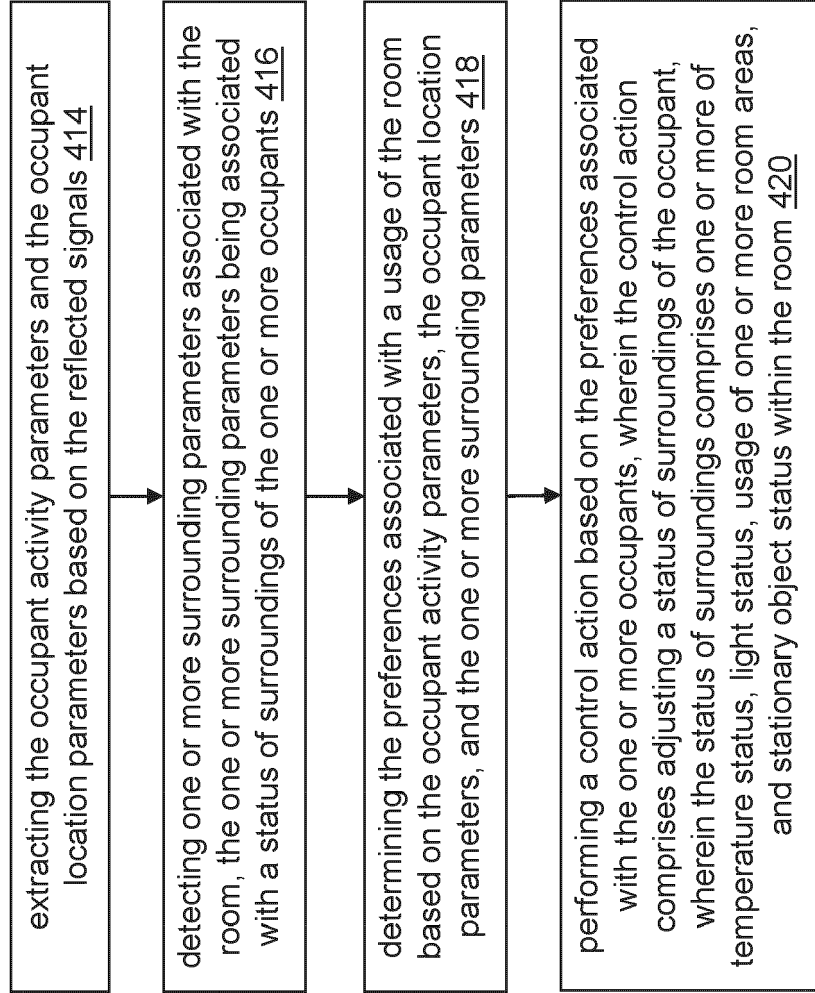 extracting the occupant activity parameters and the occupant
location parameters based on the reflected signals 414
detecting one or more surrounding parameters associated with the
room, the one or more surrounding parameters being associated
with a status of surroundings of the one or more occupants 416
determining the preferences associated with a usage of the room
based on the occupant activity parameters, the occupant location
parameters, and the one or more surrounding parameters 418
performing a control action based on the preferences associated
with the one or more occupants, wherein the control action
comprises adjusting a status of surroundings of the occupant,
wherein the status of surroundings comprises one or more of
temperature status, light status, usage of one or more room areas,
and stationary object status within the room 420